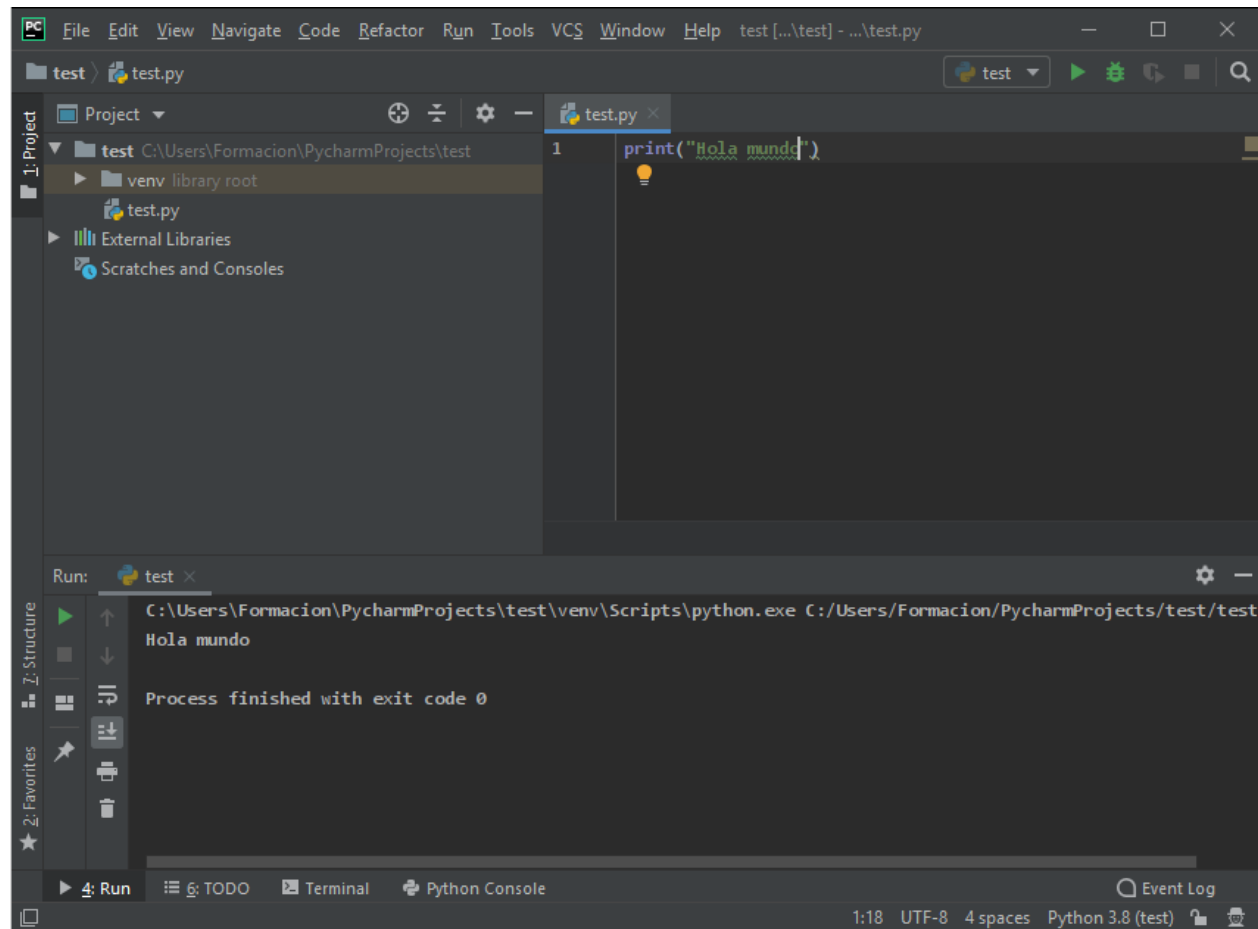 PC File Edit View Navigate Code Refactor Run Tools VCS Window Help test [...\test] - ...\test.py
test test.py test
1: Project
Project
test C:\Users\Formacion\PycharmProjects\test
venv library root
test.py
External Libraries
Scratches and Consoles
test.py
1 print("Hola mundo")
Run: test
C:\Users\Formacion\PycharmProjects\test\venv\Scripts\python.exe C:/Users/Formacion/PycharmProjects/test/test
Hola mundo
Process finished with exit code 0
7: Structure
2: Favorites
4: Run 6: TODO Terminal Python Console Event Log
1:18 UTF-8 4 spaces Python 3.8 (test)